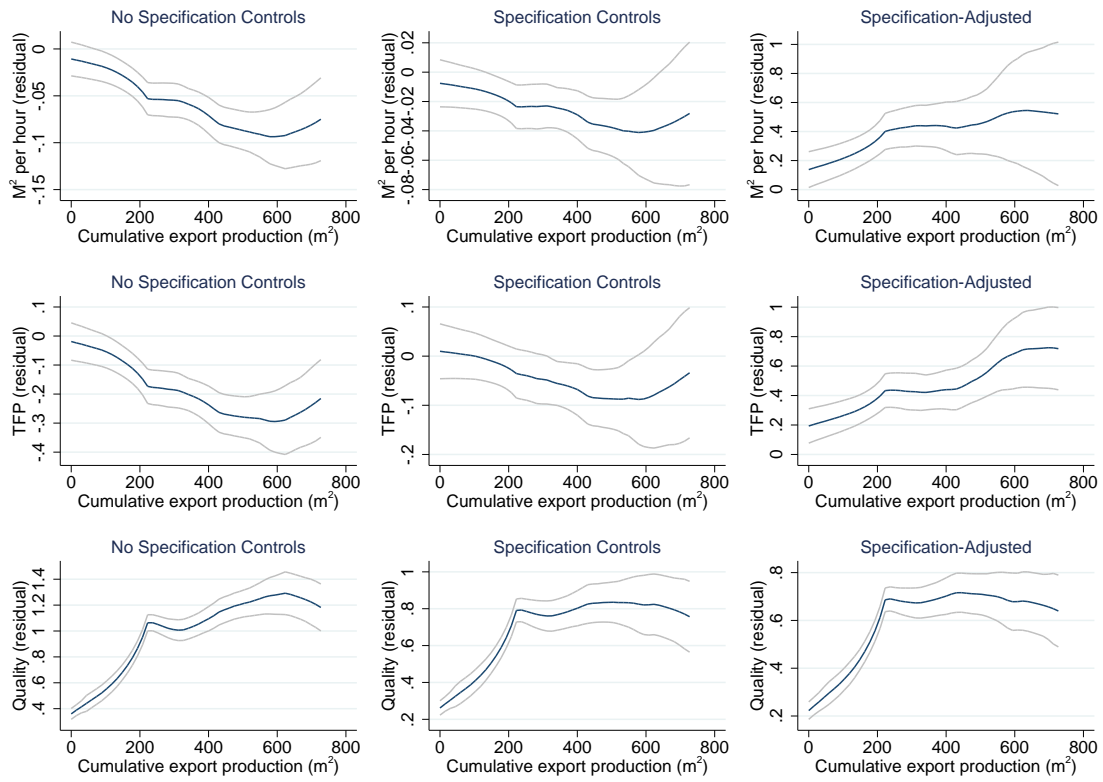 No Specification Controls
M² per hour (residual)
0
-.05
-.1
-.15
0 200 400 600 800
Cumulative export production (m²)
Specification Controls
M² per hour (residual)
.02
0
-.02
-.04
-.06
-.08
0 200 400 600 800
Cumulative export production (m²)
Specification-Adjusted
M² per hour (residual)
1
.8
.6
.4
.2
0
0 200 400 600 800
Cumulative export production (m²)
No Specification Controls
TFP (residual)
.1
0
-.1
-.2
-.3
-.4
0 200 400 600 800
Cumulative export production (m²)
Specification Controls
TFP (residual)
.1
0
-.1
-.2
0 200 400 600 800
Cumulative export production (m²)
Specification-Adjusted
TFP (residual)
1
.8
.6
.4
.2
0
0 200 400 600 800
Cumulative export production (m²)
No Specification Controls
Quality (residual)
1.4
1.2
1
.8
.6
.4
0 200 400 600 800
Cumulative export production (m²)
Specification Controls
Quality (residual)
1
.8
.6
.4
.2
0 200 400 600 800
Cumulative export production (m²)
Specification-Adjusted
Quality (residual)
.8
.6
.4
.2
0 200 400 600 800
Cumulative export production (m²)